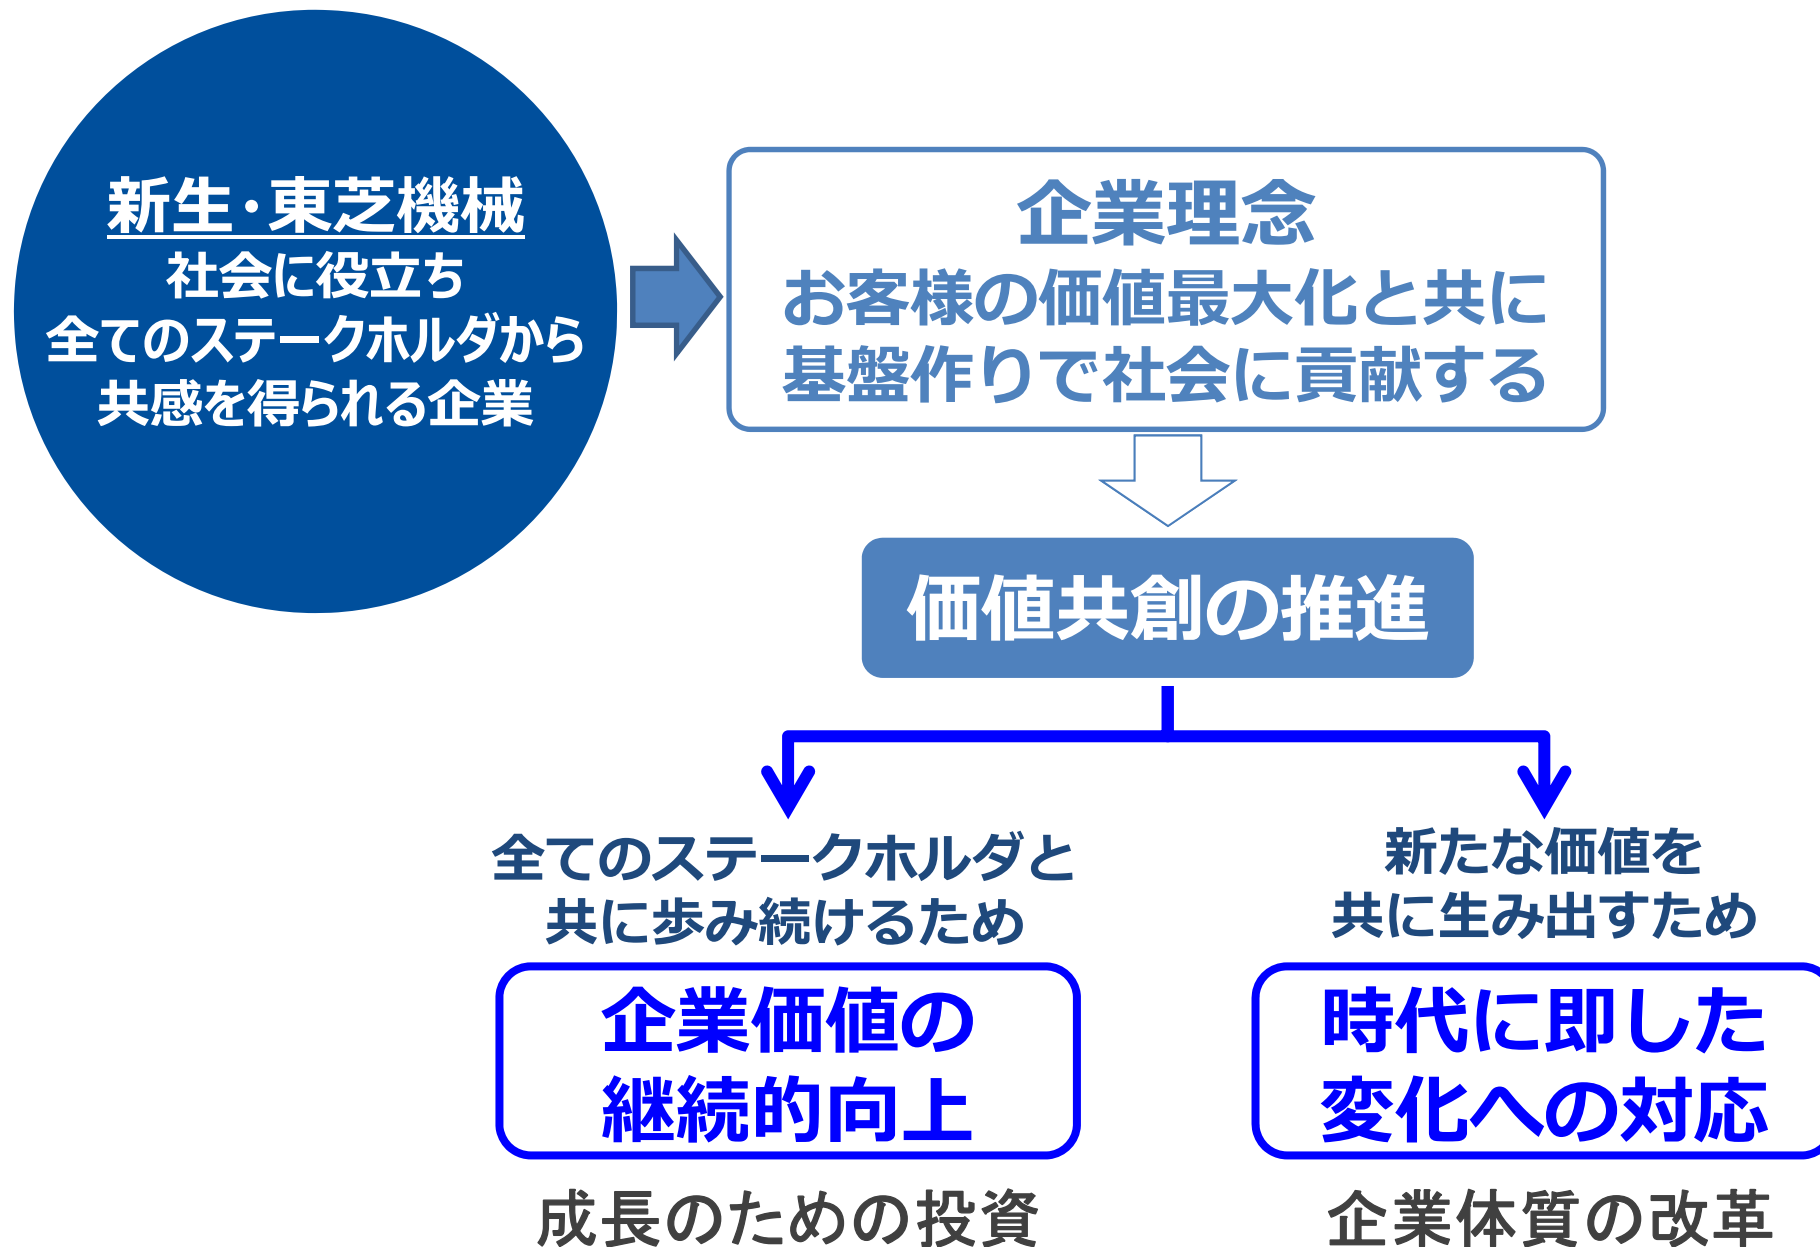 新生・東芝機械
社会に役立ち
全てのステークホルダから
共感を得られる企業
企業理念
お客様の価値最大化と共に
基盤作りで社会に貢献する
価値共創の推進
全てのステークホルダと
共に歩み続けるため
企業価値の
継続的向上
成長のための投資
新たな価値を
共に生み出すため
時代に即した
変化への対応
企業体質の改革